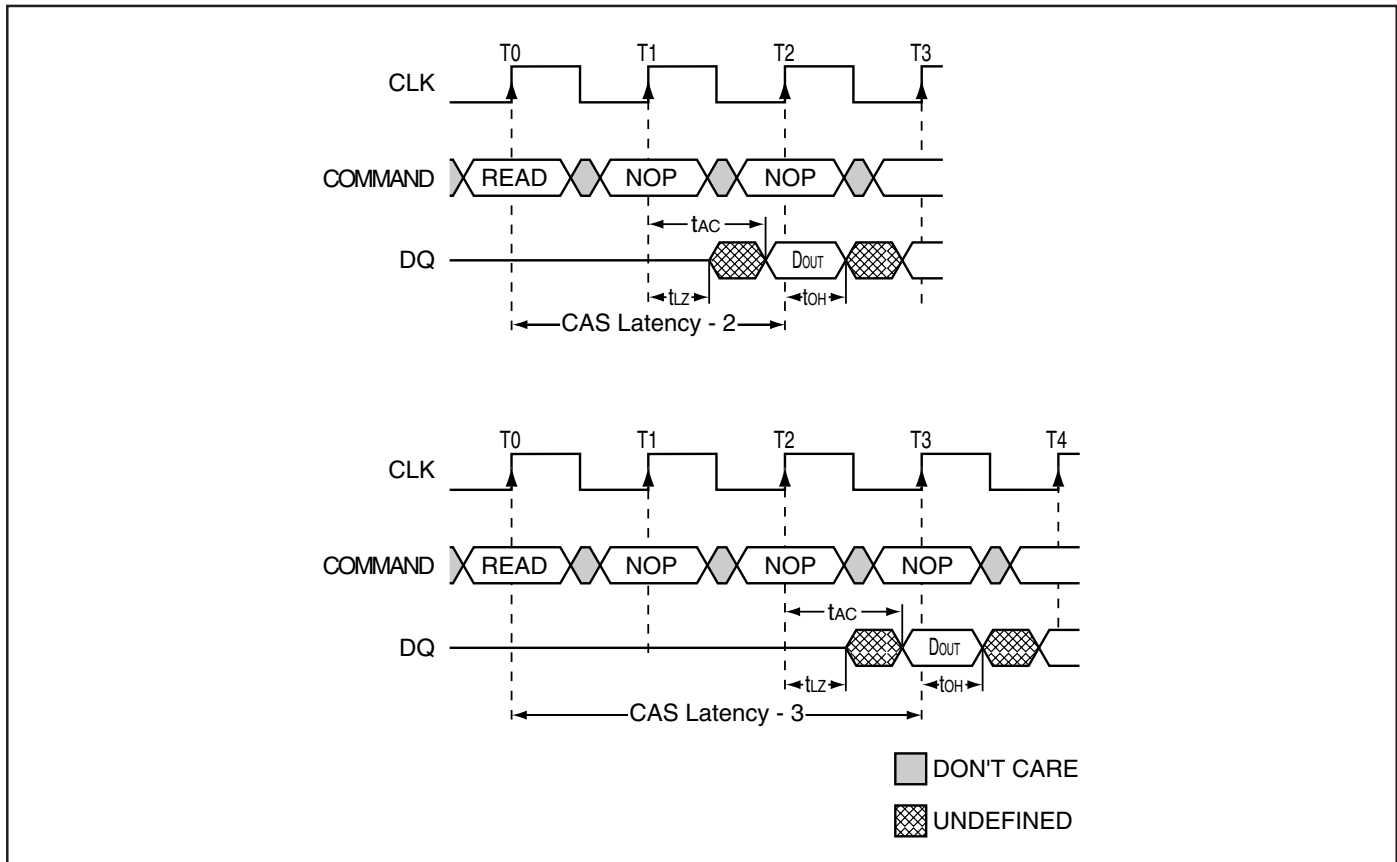 T0 T1 T2 T3
CLK
COMMAND READ NOP NOP
tAC
DQ DOUT
tLZ tOH
CAS Latency - 2
T0 T1 T2 T3 T4
CLK
COMMAND READ NOP NOP NOP
tAC
DQ DOUT
tLZ tOH
CAS Latency - 3
DON'T CARE
UNDEFINED